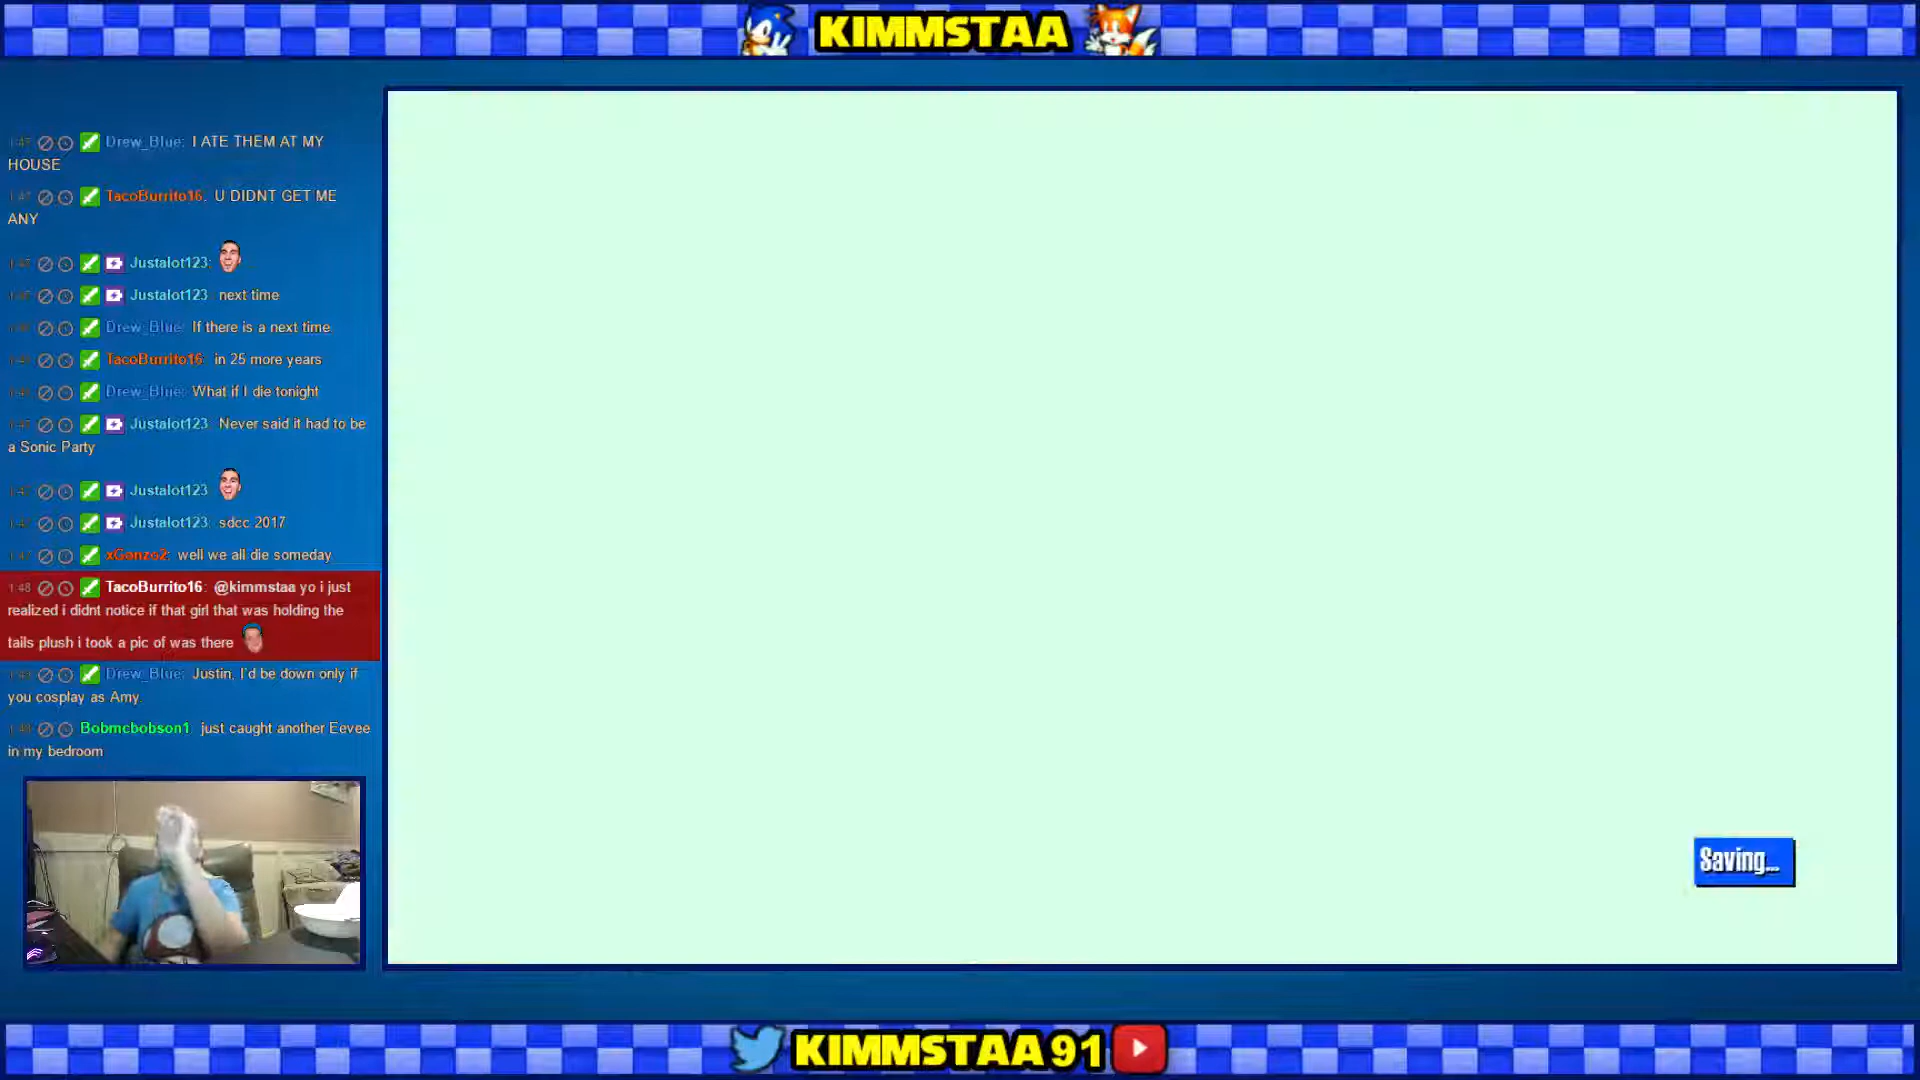 KIMMSTAA
Drew_Blue: I ATE THEM AT MY
HOUSE
TacoBurrito16: U DIDNT GET ME
ANY
Justalot123:
Justalot123: next time
Drew_Blue: If there is a next time
TacoBurrito16: in 25 more years
Drew_Blue: What if I die tonight
Justalot123: Never said it had to be
a Sonic Party
Justalot123:
Justalot123: sdcc 2017
xGonzo2: well we all die someday
1:48 TacoBurrito16: @kimmstaa yo i just
realized i didnt notice if that girl that was holding the
tails plush i took a pic of was there
Drew_Blue: Justin, I'd be down only if
you cosplay as Amy.
Bobmcbobson1: just caught another Eevee
in my bedroom
Saving...
KIMMSTAA91